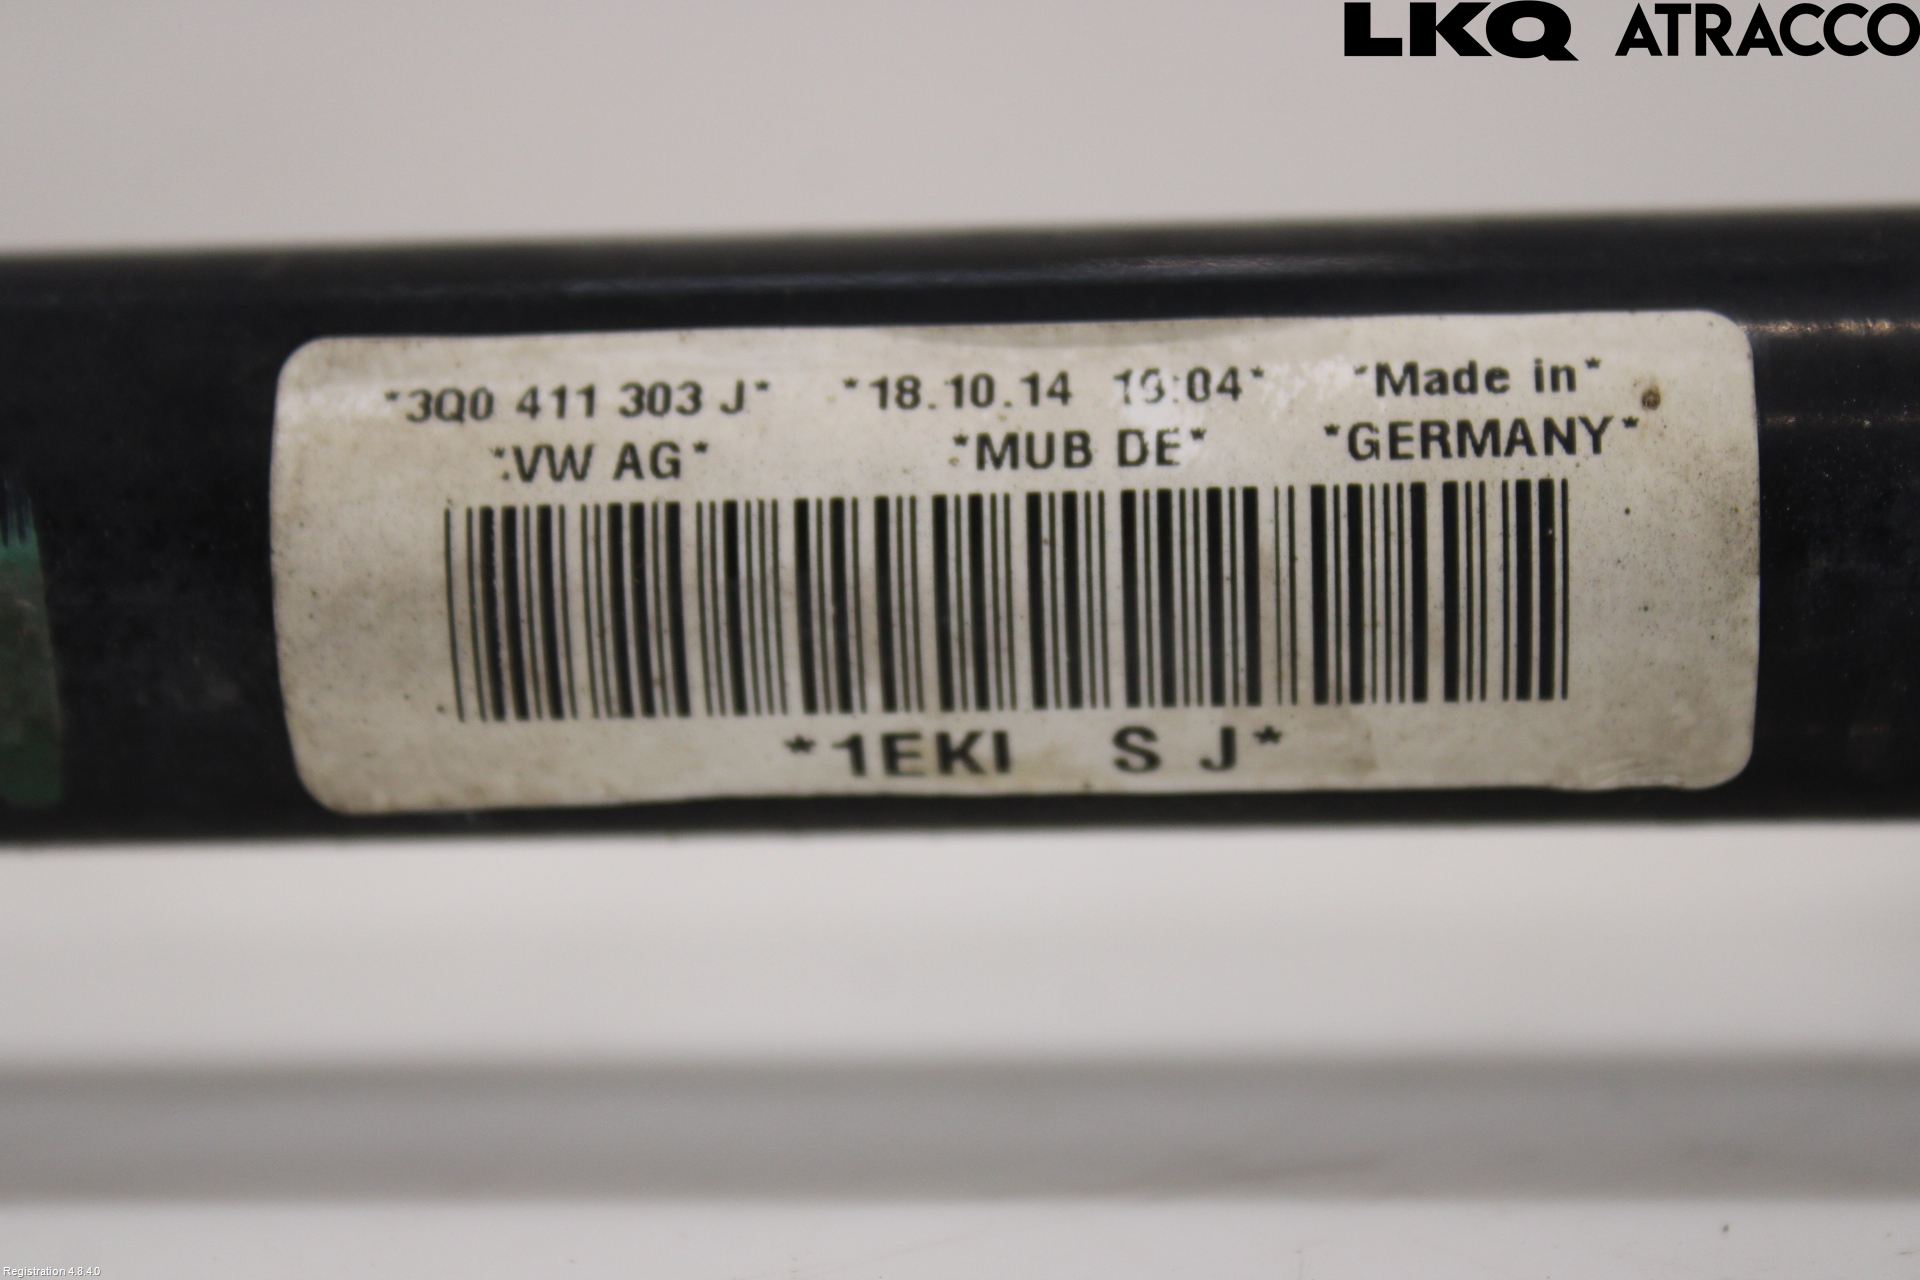 LKQ ATRACCO
*3Q0 411 303 J* *18.10.14 *Made in*
*VW AG* *MUB DE* *GERMANY*
*1EKI S J*
Registration 4.8.4.0